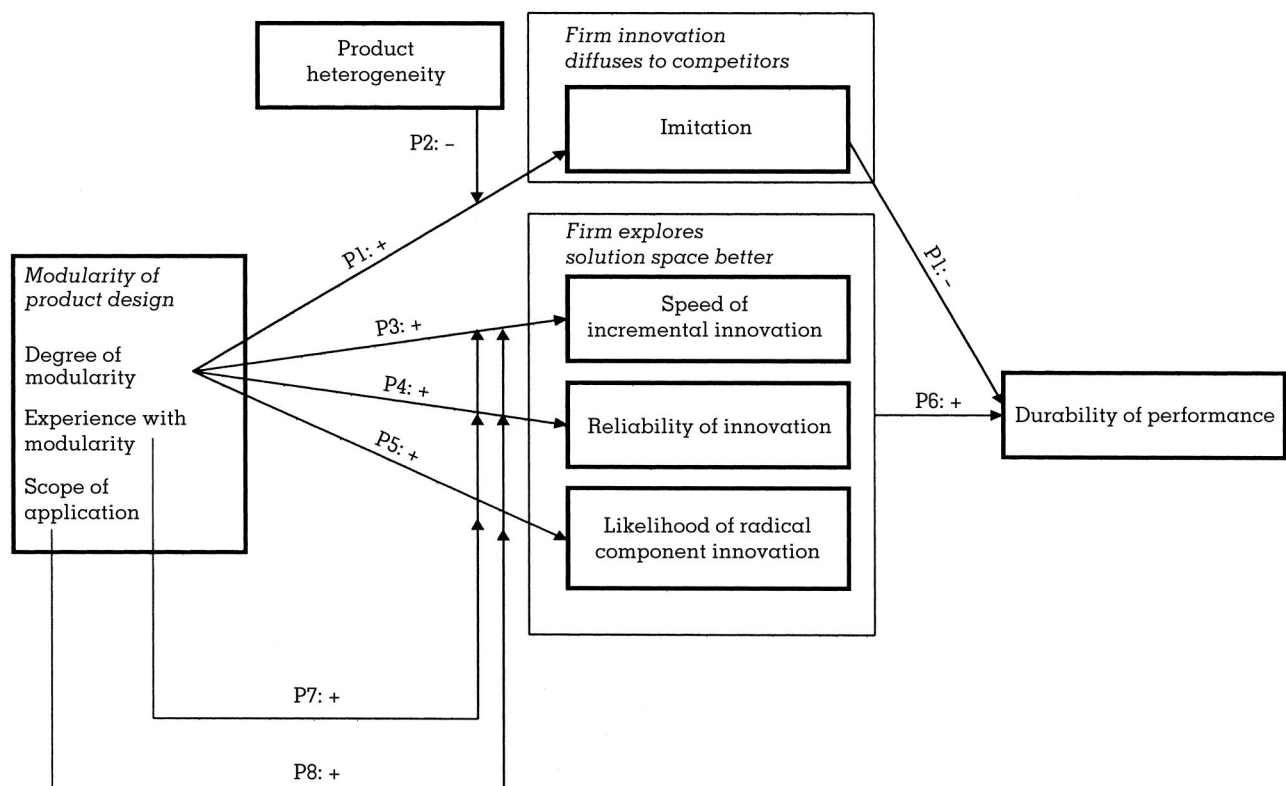 Product
heterogeneity
P2: –
Firm innovation
diffuses to competitors
Imitation
P1: +
P1: –
Modularity of
product design
Degree of
modularity
Experience with
modularity
Scope of
application
P3: +
P4: +
P5: +
Firm explores
solution space better
Speed of
incremental innovation
Reliability of innovation
Likelihood of radical
component innovation
P6: +
Durability of performance
P7: +
P8: +